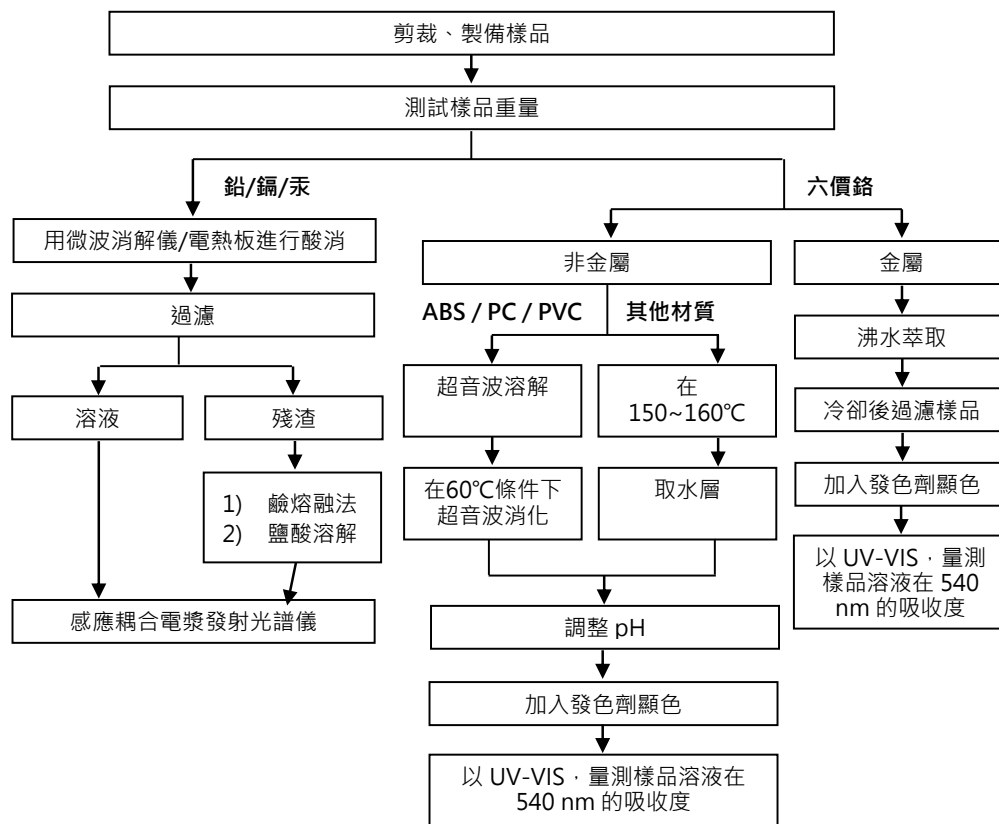 剪裁、製備樣品
測試樣品重量
鉛/鎘/汞
六價鉻
用微波消解儀/電熱板進行酸消
非金屬
金屬
過濾
ABS / PC / PVC
其他材質
沸水萃取
溶液
殘渣
超音波溶解
在
150~160℃
冷卻後過濾樣品
1) 鹼熔融法
2) 鹽酸溶解
在60℃條件下
超音波消化
取水層
加入發色劑顯色
以 UV-VIS，量測
樣品溶液在 540
nm 的吸收度
感應耦合電漿發射光譜儀
調整 pH
加入發色劑顯色
以 UV-VIS，量測樣品溶液在
540 nm 的吸收度